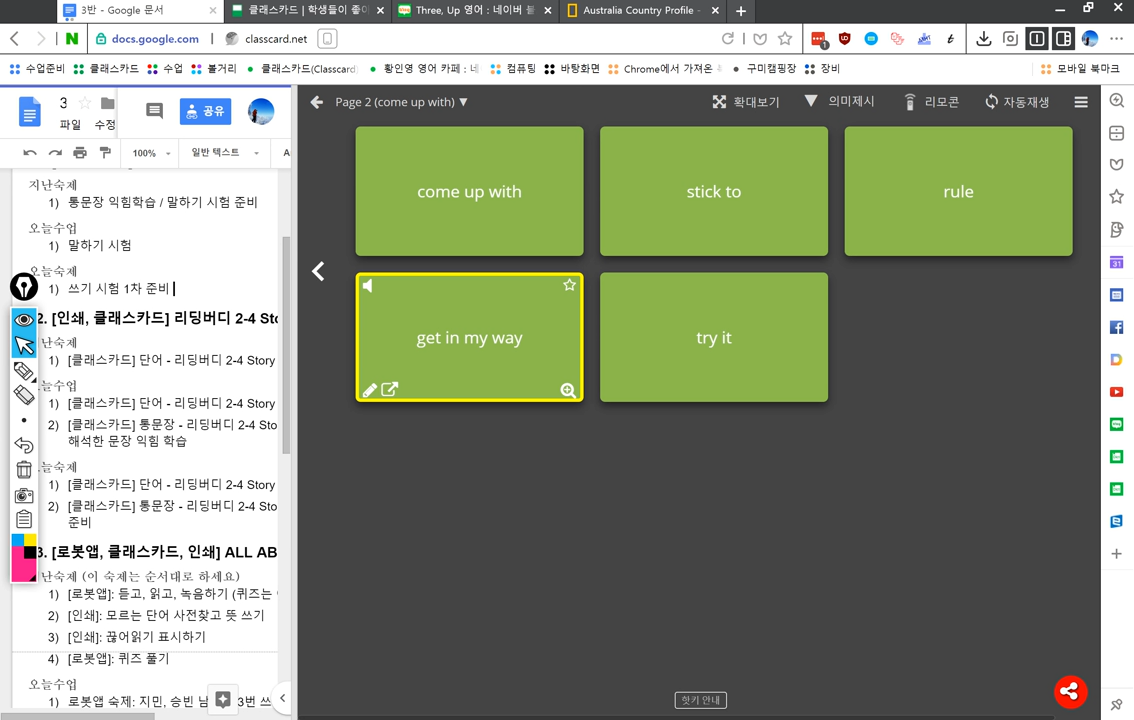 3반 - Google 문서
클래스카드 | 학생들이 좋이
Three, Up 영어 : 네이버 블
Australia Country Profile -
docs.google.com
classcard.net
수업준비
클래스카드
수업
볼거리
클래스카드(Classcard)
황인영 영어 카페 : 네
컴퓨팅
바탕화면
Chrome에서 가져온
구미캠핑장
장비
모바일 북마크
3
파일 수정
공유
100%
일반 텍스트
지난숙제
1) 통문장 익힘학습 / 말하기 시험 준비
오늘수업
1) 말하기 시험
오늘숙제
1) 쓰기 시험 1차 준비
2. [인쇄, 클래스카드] 리딩버디 2-4 Sto
난숙제
1) [클래스카드] 단어 - 리딩버디 2-4 Story
늘수업
1) [클래스카드] 단어 - 리딩버디 2-4 Story
2) [클래스카드] 통문장 - 리딩버디 2-4 Sto
해석한 문장 익힘 학습
늘숙제
1) [클래스카드] 단어 - 리딩버디 2-4 Story
2) [클래스카드] 통문장 - 리딩버디 2-4 Sto
준비
3. [로봇앱, 클래스카드, 인쇄] ALL AB
난숙제 (이 숙제는 순서대로 하세요)
1) [로봇앱]: 듣고, 읽고, 녹음하기 (퀴즈는
2) [인쇄]: 모르는 단어 사전찾고 뜻 쓰기
3) [인쇄]: 끊어읽기 표시하기
4) [로봇앱]: 퀴즈 풀기
오늘수업
1) 로봇앱 숙제: 지민, 승빈 남 3번 쓰
Page 2 (come up with) ▼
확대보기
의미제시
리모콘
자동재생
come up with
stick to
rule
get in my way
try it
핫키 안내
31